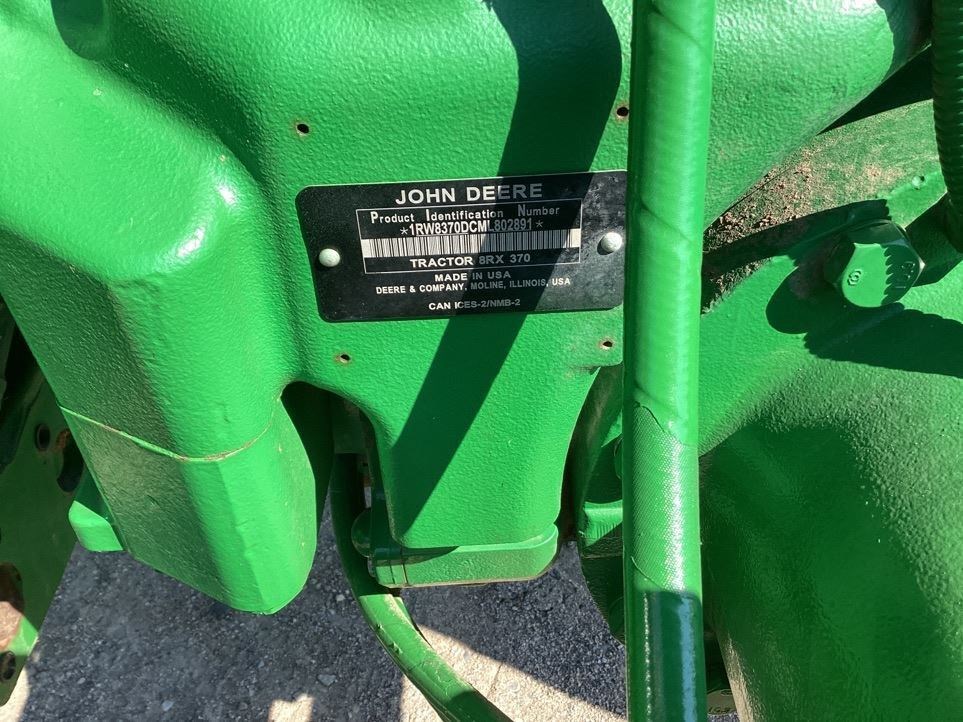 JOHN DEERE
Product Identification Number
*1RW8370DCML802891*
TRACTOR 8RX 370
MADE IN USA
DEERE & COMPANY, MOLINE, ILLINOIS, USA
CAN ICES-2/NMB-2